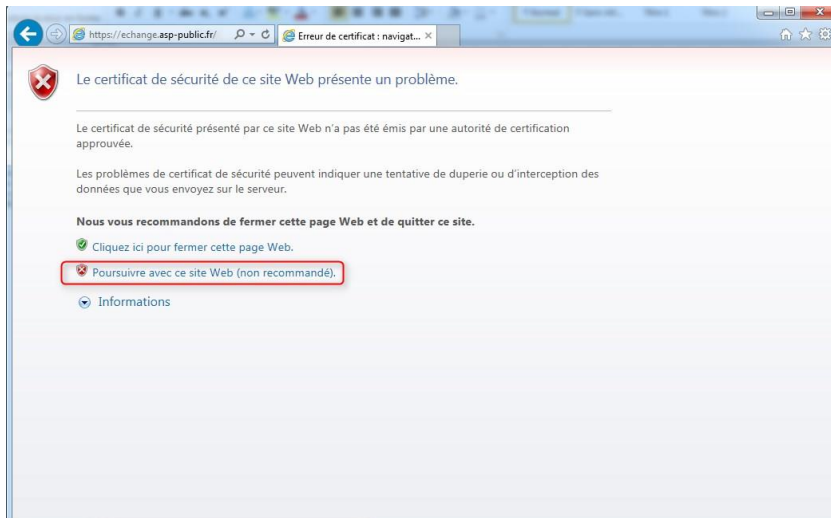 https://echange.asp-public.fr/
Erreur de certificat : navigat...
Le certificat de sécurité de ce site Web présente un problème.
Le certificat de sécurité présenté par ce site Web n'a pas été émis par une autorité de certification
approuvée.
Les problèmes de certificat de sécurité peuvent indiquer une tentative de duperie ou d'interception des
données que vous envoyez sur le serveur.
Nous vous recommandons de fermer cette page Web et de quitter ce site.
Cliquez ici pour fermer cette page Web.
Poursuivre avec ce site Web (non recommandé).
Informations